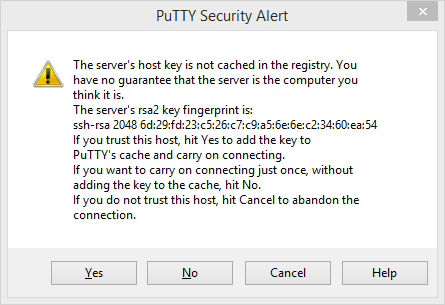 PuTTY Security Alert
The server's host key is not cached in the registry. You
have no guarantee that the server is the computer you
think it is.
The server's rsa2 key fingerprint is:
ssh-rsa 2048 6d:29:fd:23:c5:26:c7:c9:a5:6e:6e:c2:34:60:ea:54
If you trust this host, hit Yes to add the key to
PuTTY's cache and carry on connecting.
If you want to carry on connecting just once, without
adding the key to the cache, hit No.
If you do not trust this host, hit Cancel to abandon the
connection.
Yes No Cancel Help